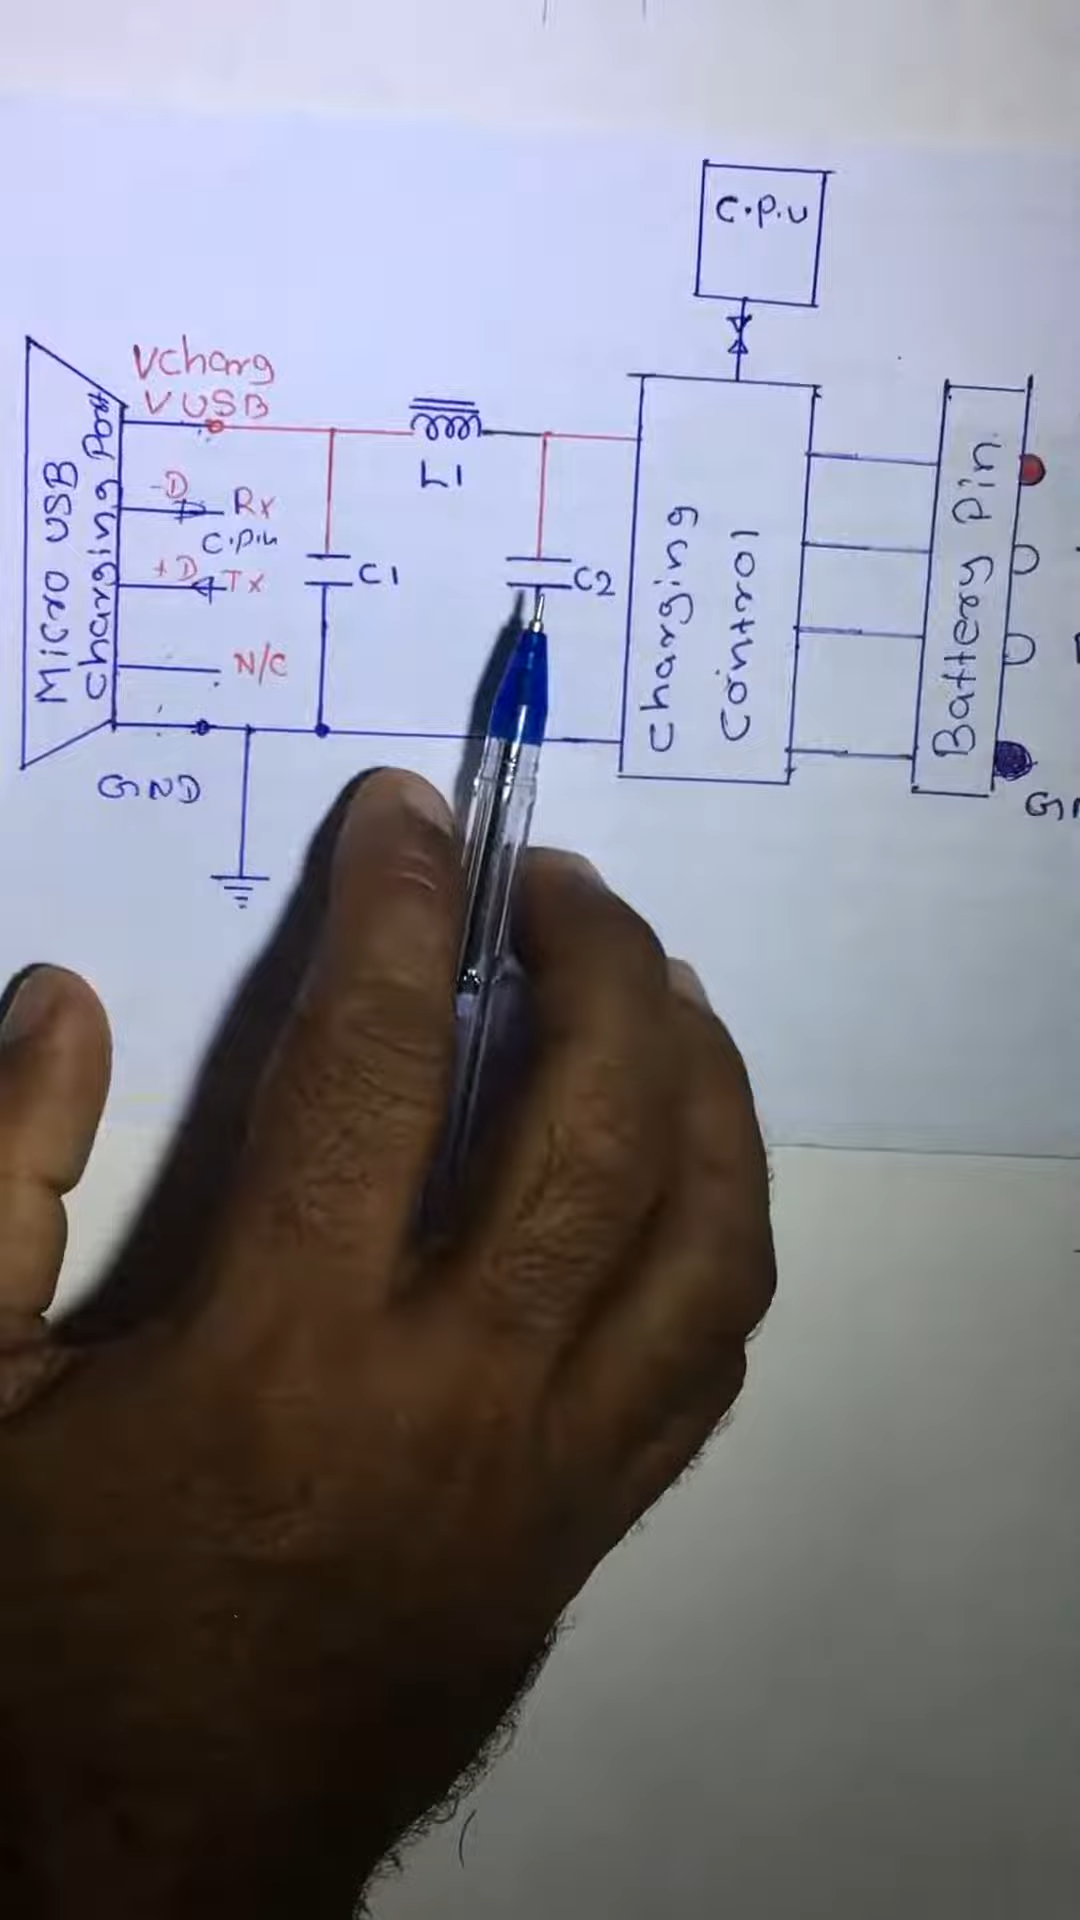 C.P.U
Vcharg
VUSB
L1
-D Rx
C.Pin
+D Tx
N/C
C1
C2
GND
Micro USB
Charging Port
Charging
Control
Battery Pin